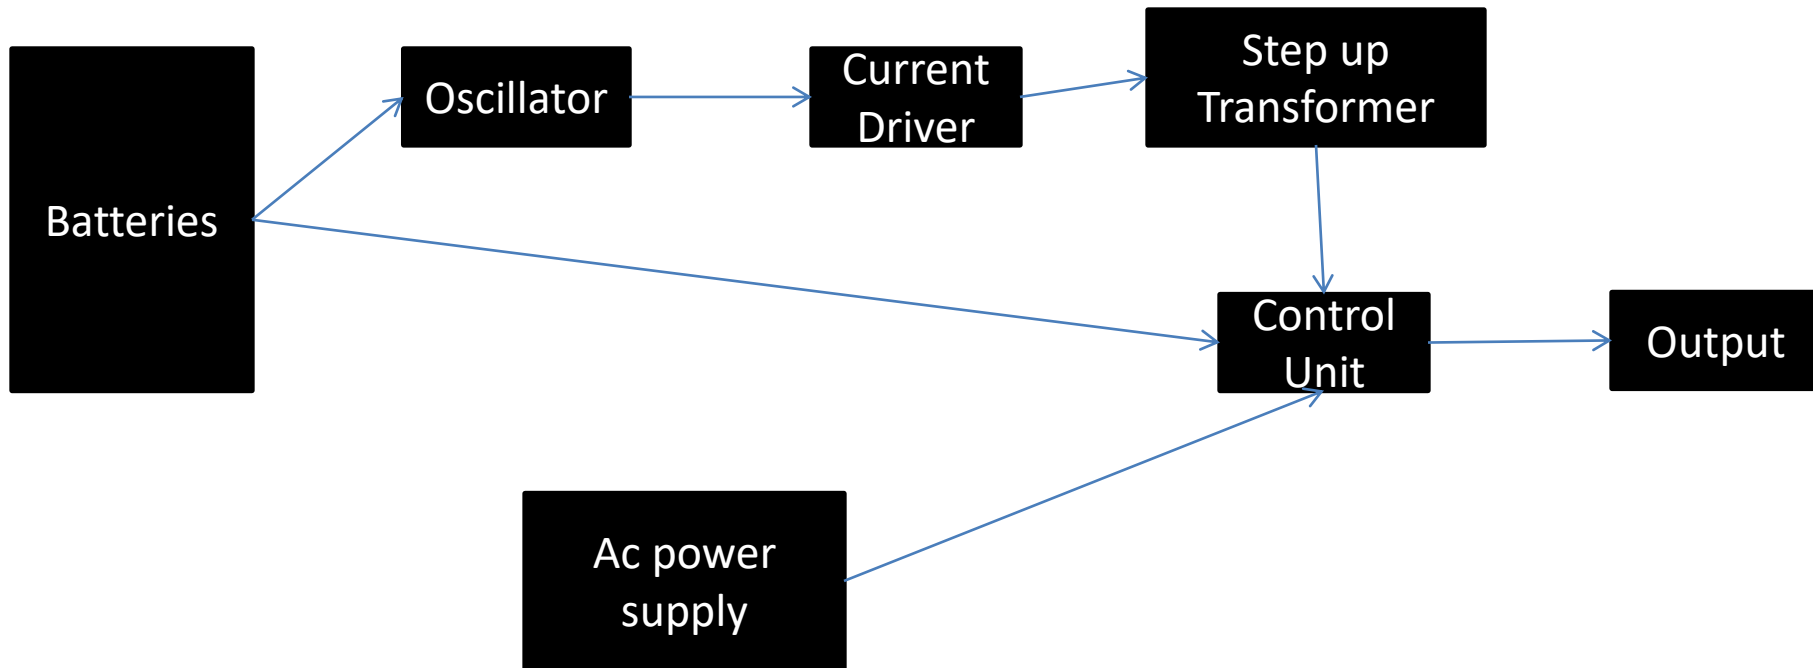 Batteries
Oscillator
Current
Driver
Step up
Transformer
Control
Unit
Output
Ac power
supply